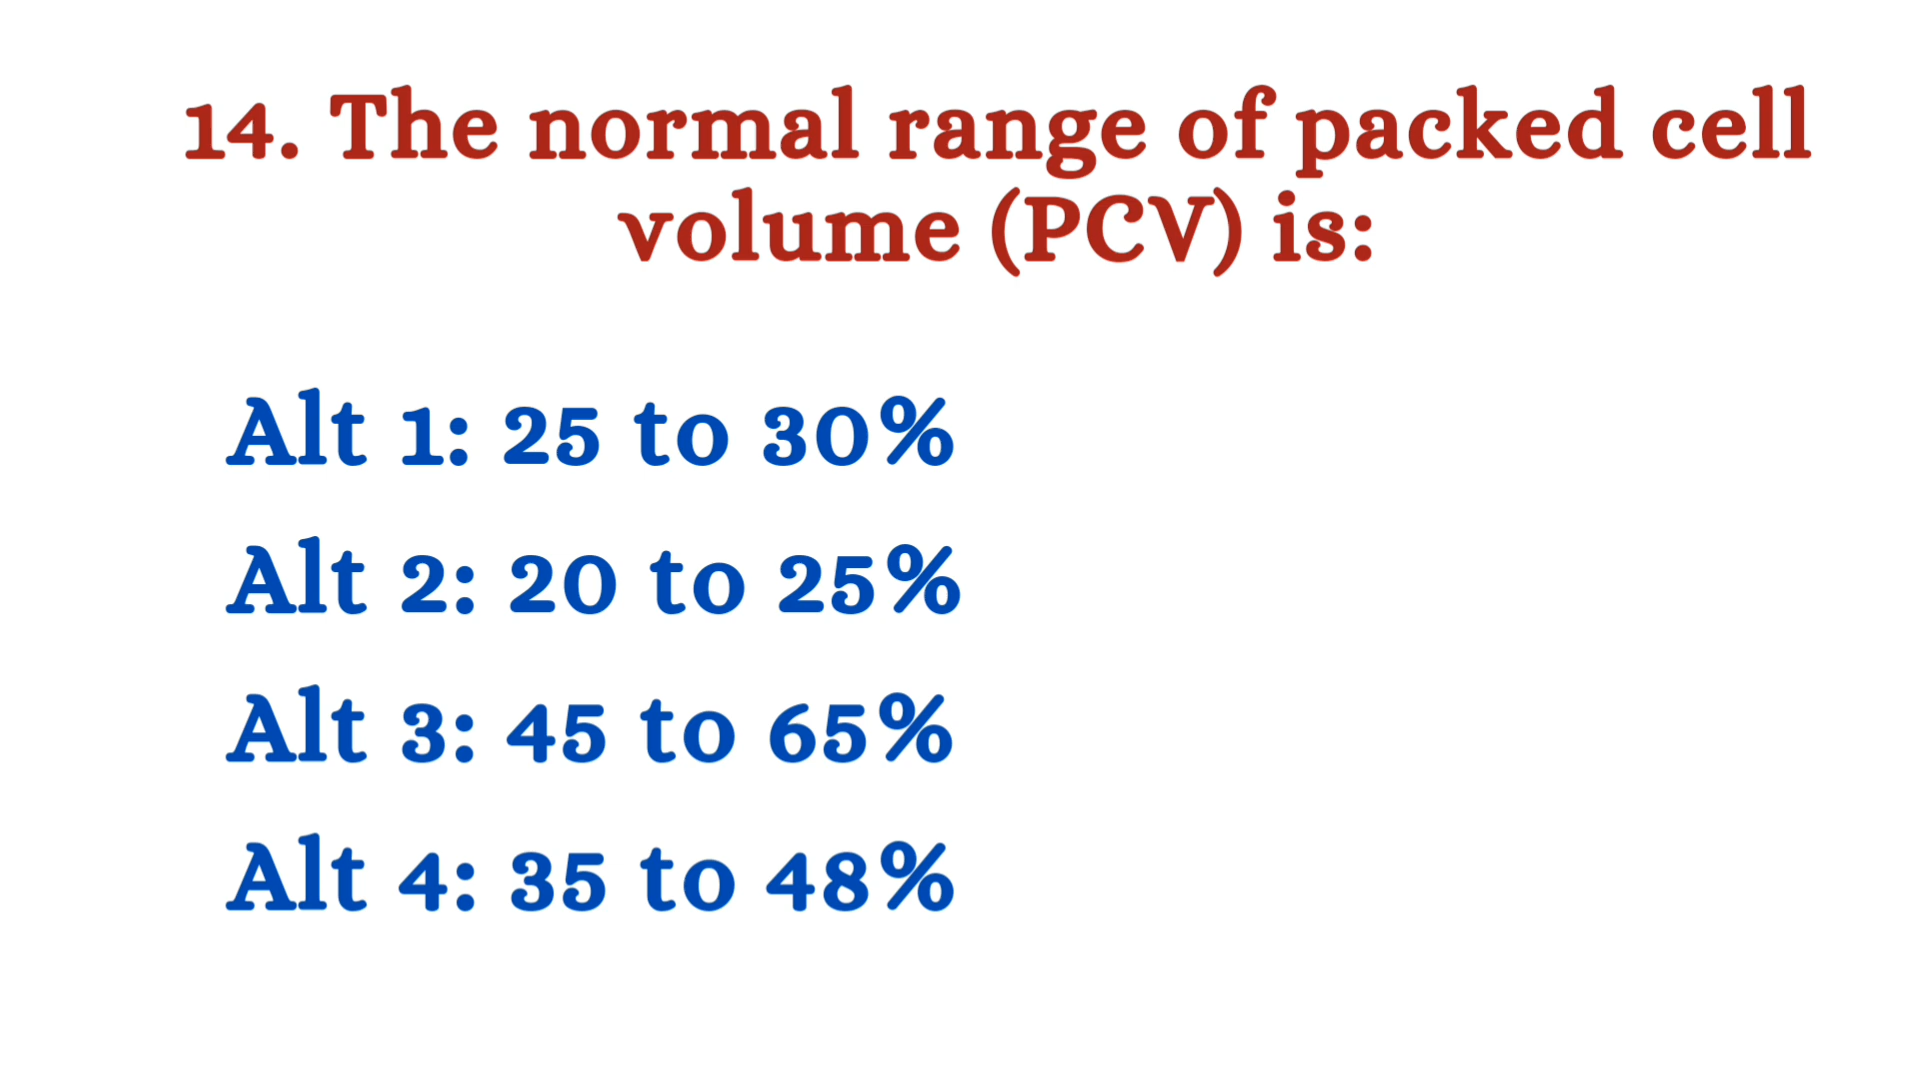 14. The normal range of packed cell
volume (PCV) is:
Alt 1: 25 to 30%
Alt 2: 20 to 25%
Alt 3: 45 to 65%
Alt 4: 35 to 48%